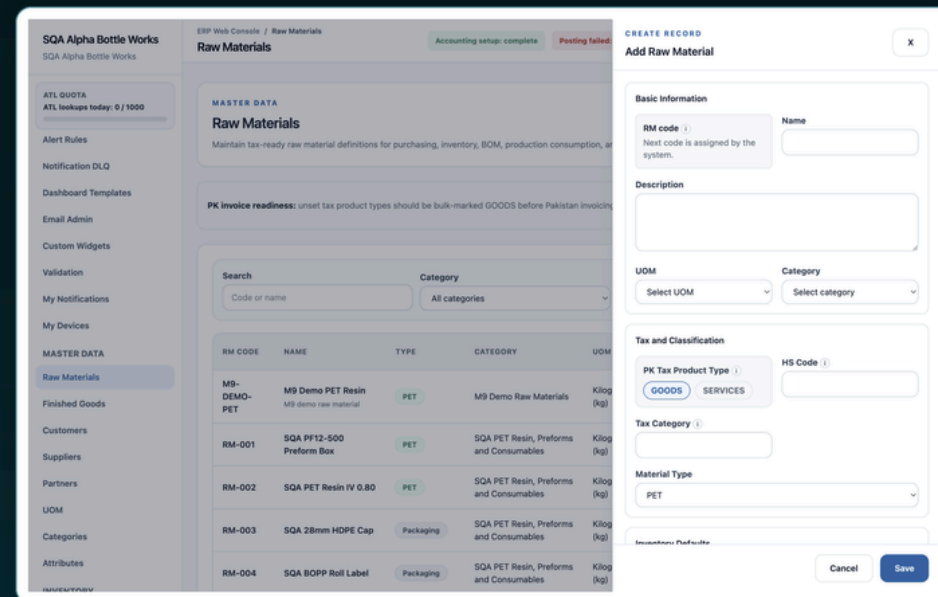 SQA Alpha Bottle Works
SQA Alpha Bottle Works
ATL QUOTA
ATL lookups today: 0 / 1000
Alert Rules
Notification DLQ
Dashboard Templates
Email Admin
Custom Widgets
Validation
My Notifications
My Devices
MASTER DATA
Raw Materials
Finished Goods
Customers
Suppliers
Partners
UOM
Categories
Attributes
INVENTORY
ERP Web Console / Raw Materials
Raw Materials
Accounting setup: complete
Posting failed:
MASTER DATA
Raw Materials
Maintain tax-ready raw material definitions for purchasing, inventory, BOM, production consumption,
PK invoice readiness: unset tax product types should be bulk-marked GOODS before Pakistan invoicing
Search
Category
Code or name
All categories
RM CODE NAME TYPE CATEGORY UOM
M9-
DEMO-
PET
M9 Demo PET Resin
M9 demo raw material
PET
M9 Demo Raw Materials
(kg)
RM-001
SQA PF12-500
Preform Box
PET
SQA PET Resin, Preforms
and Consumables
(kg)
RM-002
SQA PET Resin IV 0.80
PET
SQA PET Resin, Preforms
and Consumables
(kg)
RM-003
SQA 28mm HDPE Cap
Packaging
SQA PET Resin, Preforms
and Consumables
(kg)
RM-004
SQA BOPP Roll Label
Packaging
SQA PET Resin, Preforms
and Consumables
(kg)
CREATE RECORD
Add Raw Material
X
Basic Information
RM code i
Next code is assigned by the
system.
Name
Description
UOM
Category
Select UOM
Select category
Tax and Classification
PK Tax Product Type i
GOODS SERVICES
HS Code i
Tax Category i
Material Type
PET
Inventory Defaults
Cancel
Save